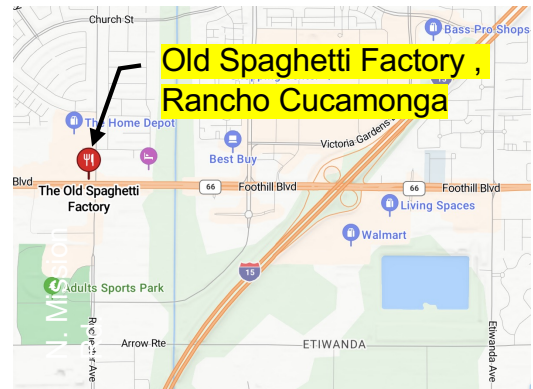 Church St
Bass Pro Shops
Old Spaghetti Factory ,
Rancho Cucamonga
15
The Home Depot
Victoria Gardens
Best Buy
Blvd
66
Foothill Blvd
66
Foothill Blvd
The Old Spaghetti
Factory
Living Spaces
Walmart
15
Adults Sports Park
N. Mission
Arrow Rte
ETIWANDA
Etiwanda Ave